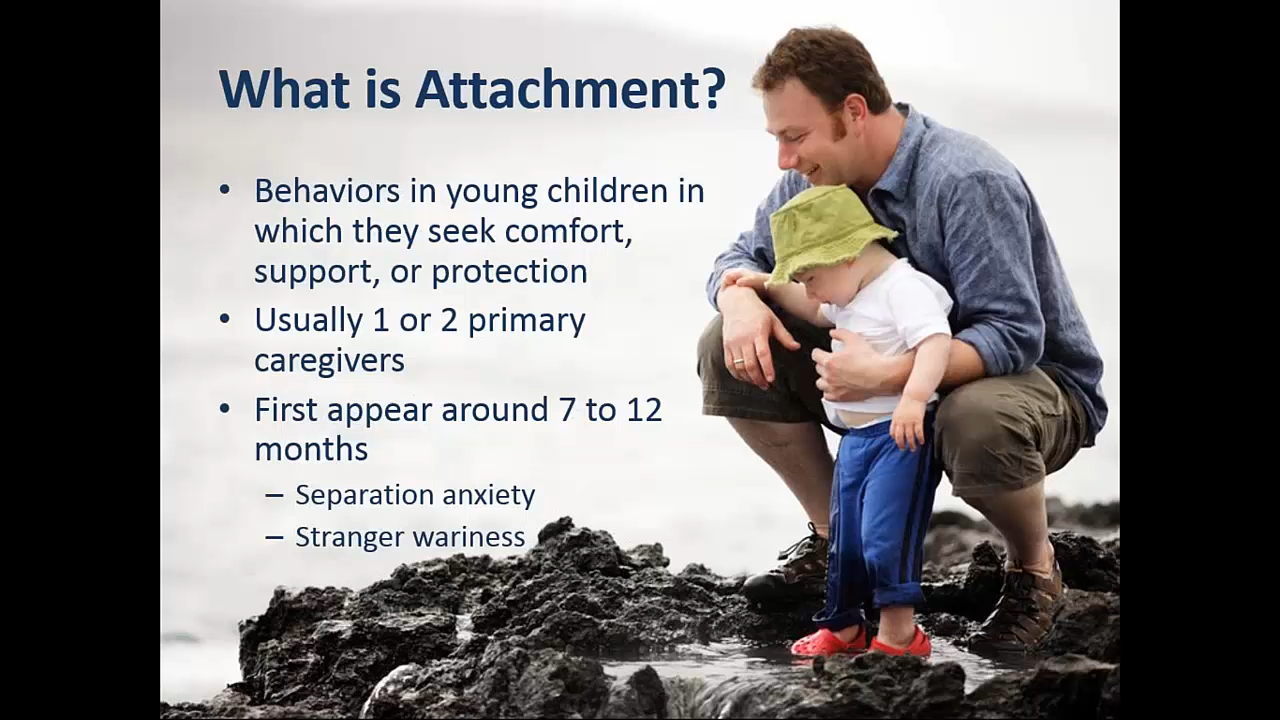 What is Attachment?
• Behaviors in young children in
which they seek comfort,
support, or protection
• Usually 1 or 2 primary
caregivers
• First appear around 7 to 12
months
– Separation anxiety
– Stranger wariness